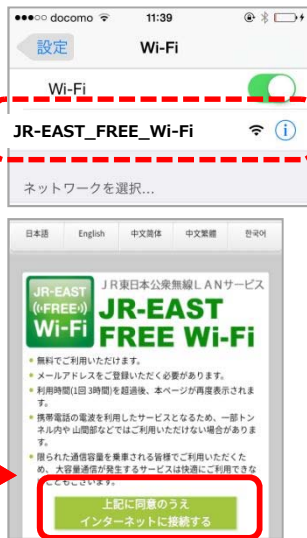 docomo 11:39
設定 Wi-Fi
Wi-Fi
JR-EAST_FREE_Wi-Fi
ネットワークを選択...
日本語 English 中文简体 中文繁體 한국어
JR-EAST
FREE
Wi-Fi
JR東日本公衆無線LANサービス
JR-EAST
FREE Wi-Fi
無料でご利用いただけます。
メールアドレスをご登録いただく必要があります。
利用時間(1回3時間)を超過後、本ページが再度表示されま
す。
携帯電話の電波を利用したサービスとなるため、一部トン
ネル内や山間部などではご利用いただけない場合がありま
す。
限られた通信容量を乗車される皆様でご利用いただくた
め、大容量通信が発生するサービスは快適にご利用できな
いこともございます。
上記に同意のうえ
インターネットに接続する